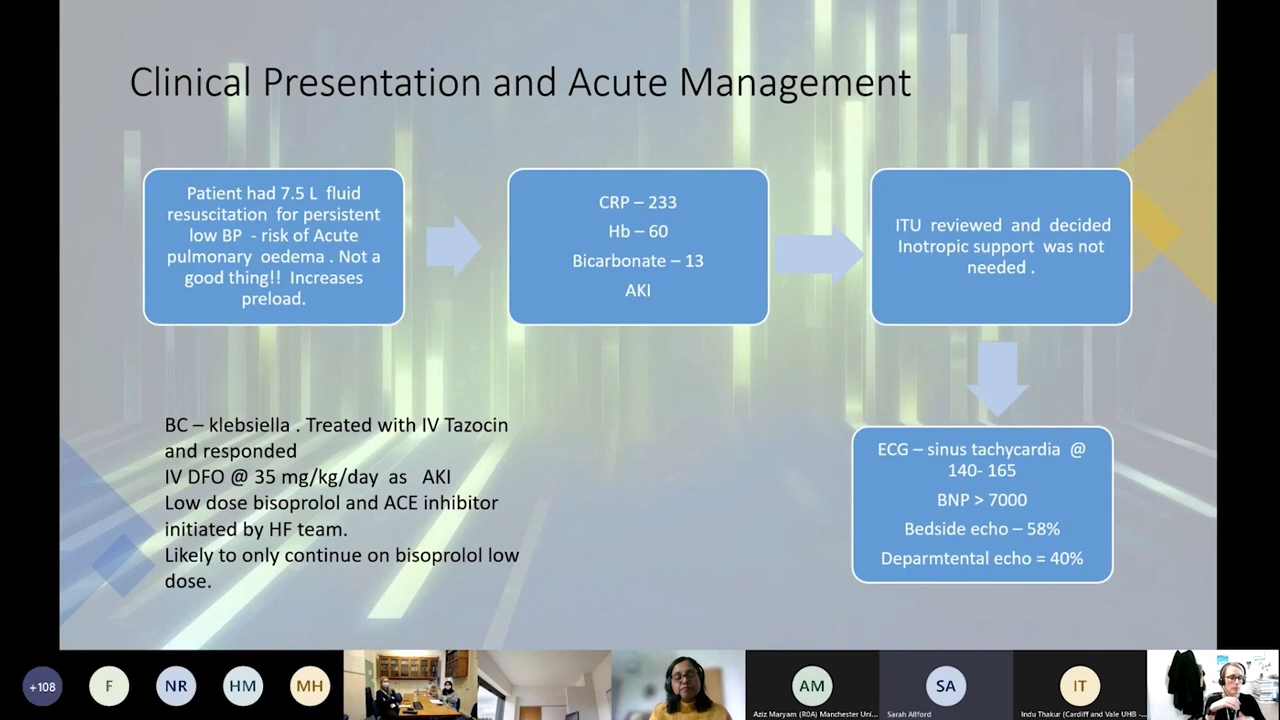 Clinical Presentation and Acute Management
Patient had 7.5 L fluid
resuscitation for persistent
low BP - risk of Acute
pulmonary oedema . Not a
good thing!! Increases
preload.
CRP – 233
Hb – 60
Bicarbonate – 13
AKI
ITU reviewed and decided
Inotropic support was not
needed .
ECG – sinus tachycardia @
140- 165
BNP > 7000
Bedside echo – 58%
Deparmtental echo = 40%
BC – klebsiella . Treated with IV Tazocin
and responded
IV DFO @ 35 mg/kg/day as AKI
Low dose bisoprolol and ACE inhibitor
initiated by HF team.
Likely to only continue on bisoprolol low
dose.
+108
F
NR
HM
MH
AM
Aziz Maryam (R0A) Manchester Uni...
SA
Sarah Allford
IT
Indu Thakur (Cardiff and Vale UHB -...